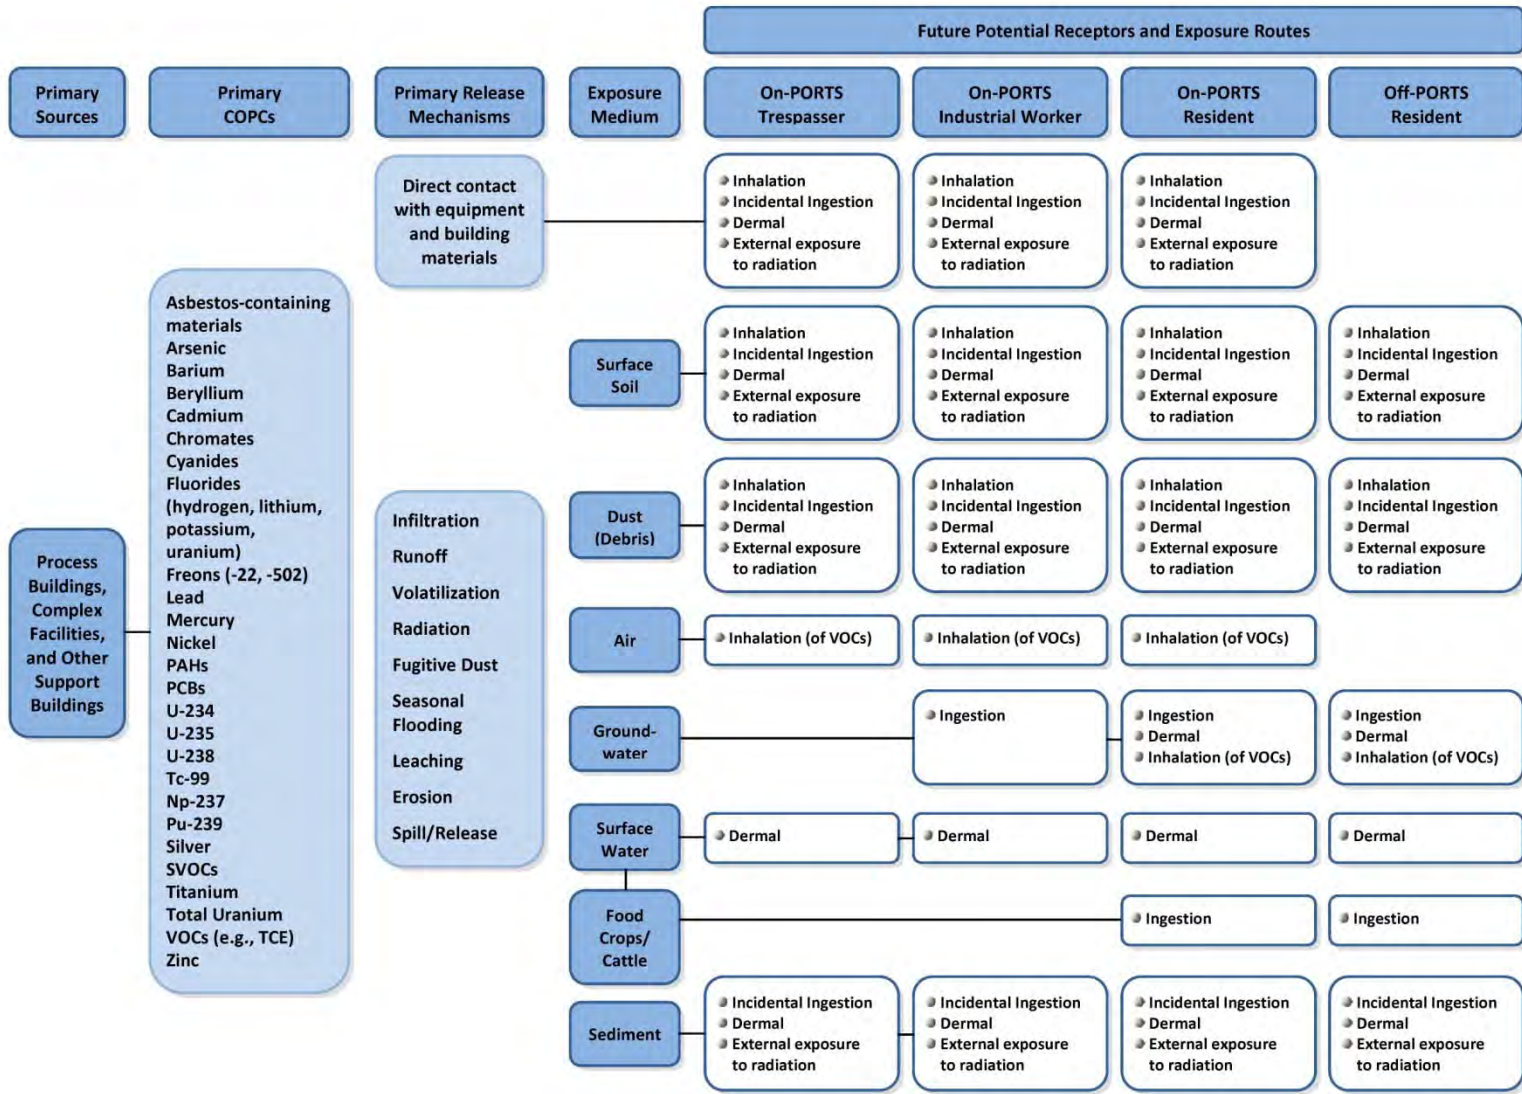 Future Potential Receptors and Exposure Routes
Primary
Sources
Primary
COPCs
Primary Release
Mechanisms
Exposure
Medium
On-PORTS
Trespasser
On-PORTS
Industrial Worker
On-PORTS
Resident
Off-PORTS
Resident
Process
Buildings,
Complex
Facilities,
and Other
Support
Buildings
Asbestos-containing
materials
Arsenic
Barium
Beryllium
Cadmium
Chromates
Cyanides
Fluorides
(hydrogen, lithium,
potassium,
uranium)
Freons (-22, -502)
Lead
Mercury
Nickel
PAHs
PCBs
U-234
U-235
U-238
Tc-99
Np-237
Pu-239
Silver
SVOCs
Titanium
Total Uranium
VOCs (e.g., TCE)
Zinc
Direct contact
with equipment
and building
materials
Inhalation
Incidental Ingestion
Dermal
External exposure
to radiation
Inhalation
Incidental Ingestion
Dermal
External exposure
to radiation
Inhalation
Incidental Ingestion
Dermal
External exposure
to radiation
Infiltration
Runoff
Volatilization
Radiation
Fugitive Dust
Seasonal
Flooding
Leaching
Erosion
Spill/Release
Surface
Soil
Inhalation
Incidental Ingestion
Dermal
External exposure
to radiation
Inhalation
Incidental Ingestion
Dermal
External exposure
to radiation
Inhalation
Incidental Ingestion
Dermal
External exposure
to radiation
Inhalation
Incidental Ingestion
Dermal
External exposure
to radiation
Dust
(Debris)
Inhalation
Incidental Ingestion
Dermal
External exposure
to radiation
Inhalation
Incidental Ingestion
Dermal
External exposure
to radiation
Inhalation
Incidental Ingestion
Dermal
External exposure
to radiation
Inhalation
Incidental Ingestion
Dermal
External exposure
to radiation
Air
Inhalation (of VOCs)
Inhalation (of VOCs)
Inhalation (of VOCs)
Ground-
water
Ingestion
Ingestion
Dermal
Inhalation (of VOCs)
Ingestion
Dermal
Inhalation (of VOCs)
Surface
Water
Dermal
Dermal
Dermal
Dermal
Food
Crops/
Cattle
Ingestion
Ingestion
Sediment
Incidental Ingestion
Dermal
External exposure
to radiation
Incidental Ingestion
Dermal
External exposure
to radiation
Incidental Ingestion
Dermal
External exposure
to radiation
Incidental Ingestion
Dermal
External exposure
to radiation